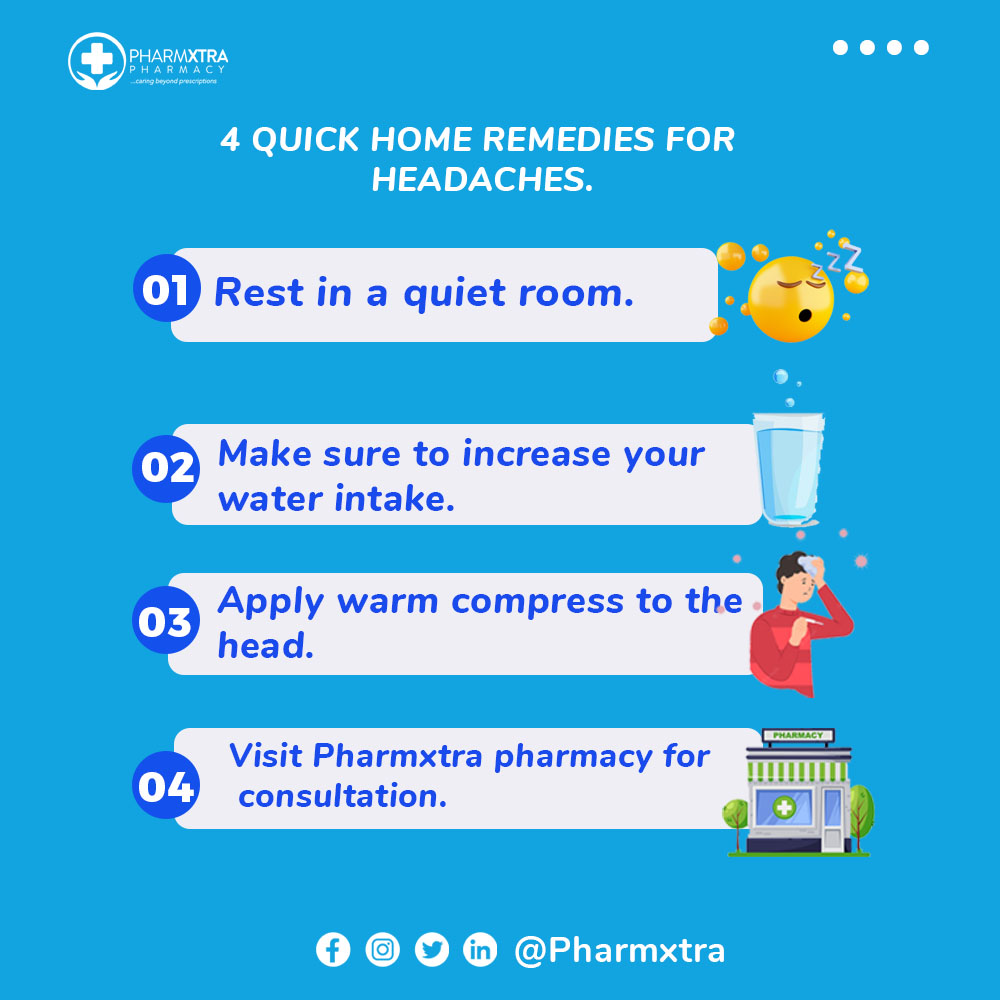 PHARMXTRA
PHARMACY
...caring beyond prescriptions
4 QUICK HOME REMEDIES FOR
HEADACHES.
01
Rest in a quiet room.
02
Make sure to increase your
water intake.
03
Apply warm compress to the
head.
04
Visit Pharmxtra pharmacy for
consultation.
PHARMACY
@Pharmxtra